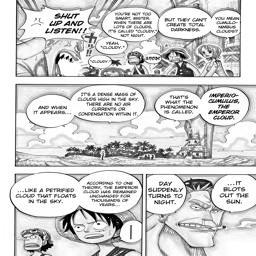 YOU MEAN
CUMULO-
NIMBUS
CLOUDS?
BUT THEY CAN'T
CREATE TOTAL
DARKNESS.
YOU'RE NOT TOO
SMART, MISTER.
WHEN THERE
ARE LOTS OF
CLOUDS, IT'S
CALLED "CLOUDY,"
NOT NIGHT.
YEAH,
"CLOUDY."
"CLOUDY."
SHUT
UP AND
LISTEN!!
IMPERIO-
CUMULUS,
THE
EMPEROR
CLOUD.
THAT'S
WHAT THE
PHENOMENON
IS CALLED.
IT IS A DENSE MASS
OF CLOUDS HIGH IN
THE SKY. THERE
ARE NO AIR
CURRENTS OR
CONDENSATION WITHIN IT.
AND WHEN
IT
APPEARS...
...IT
BLOTS
OUT THE
SUN.
DAY
SUDDENLY
TURNS TO
NIGHT.
ACCORDING TO ONE
THEORY, THE EMPEROR
CLOUD HAS REMAINED
UNCHANGED FOR
THOUSANDS OF
YEARS...
...LIKE A PETRIFIED
CLOUD THAT FLOATS
IN THE SKY.